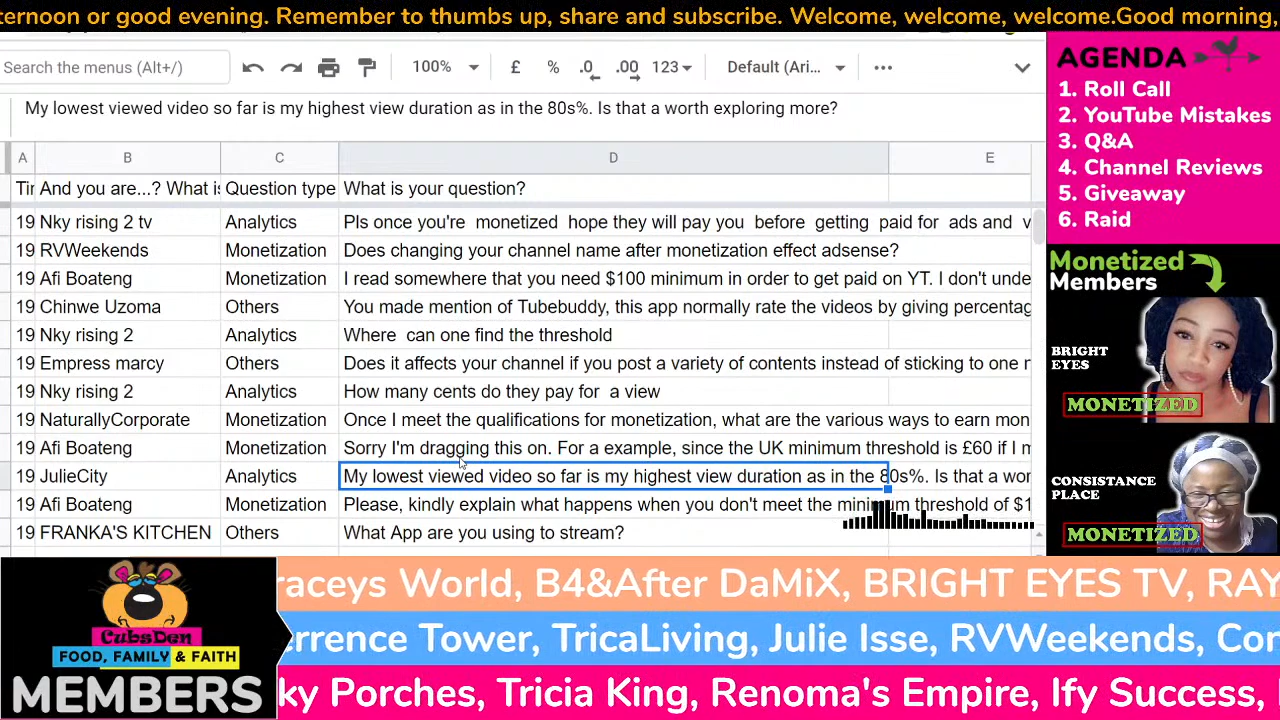 ternoon or good evening. Remember to thumbs up, share and subscribe. Welcome, welcome, welcome.Good morning,
Search the menus (Alt+/)
100%
£
%
.0
.00
123
Default (Ari...
My lowest viewed video so far is my highest view duration as in the 80s%. Is that a worth exploring more?
A B C D E
Tir And you are...? What is Question type What is your question?
19 Nky rising 2 tv Analytics Pls once you're monetized hope they will pay you before getting paid for ads and v
19 RVWeekends Monetization Does changing your channel name after monetization effect adsense?
19 Afi Boateng Monetization I read somewhere that you need $100 minimum in order to get paid on YT. I don't unde
19 Chinwe Uzoma Others You made mention of Tubebuddy, this app normally rate the videos by giving percentag
19 Nky rising 2 Analytics Where can one find the threshold
19 Empress marcy Others Does it affects your channel if you post a variety of contents instead of sticking to one n
19 Nky rising 2 Analytics How many cents do they pay for a view
19 NaturallyCorporate Monetization Once I meet the qualifications for monetization, what are the various ways to earn mon
19 Afi Boateng Monetization Sorry I'm dragging this on. For a example, since the UK minimum threshold is £60 if I m
19 JulieCity Analytics My lowest viewed video so far is my highest view duration as in the 80s%. Is that a wor
19 Afi Boateng Monetization Please, kindly explain what happens when you don't meet the minimum threshold of $1
19 FRANKA'S KITCHEN Others What App are you using to stream?
AGENDA
1. Roll Call
2. YouTube Mistakes
3. Q&A
4. Channel Reviews
5. Giveaway
6. Raid
Monetized
Members
BRIGHT
EYES
MONETIZED
CONSISTANCE
PLACE
MONETIZED
CubsDen
FOOD, FAMILY & FAITH
MEMBERS
raceys World, B4&After DaMiX, BRIGHT EYES TV, RAY
errence Tower, TricaLiving, Julie Isse, RVWeekends, Con
ky Porches, Tricia King, Renoma's Empire, Ify Success,